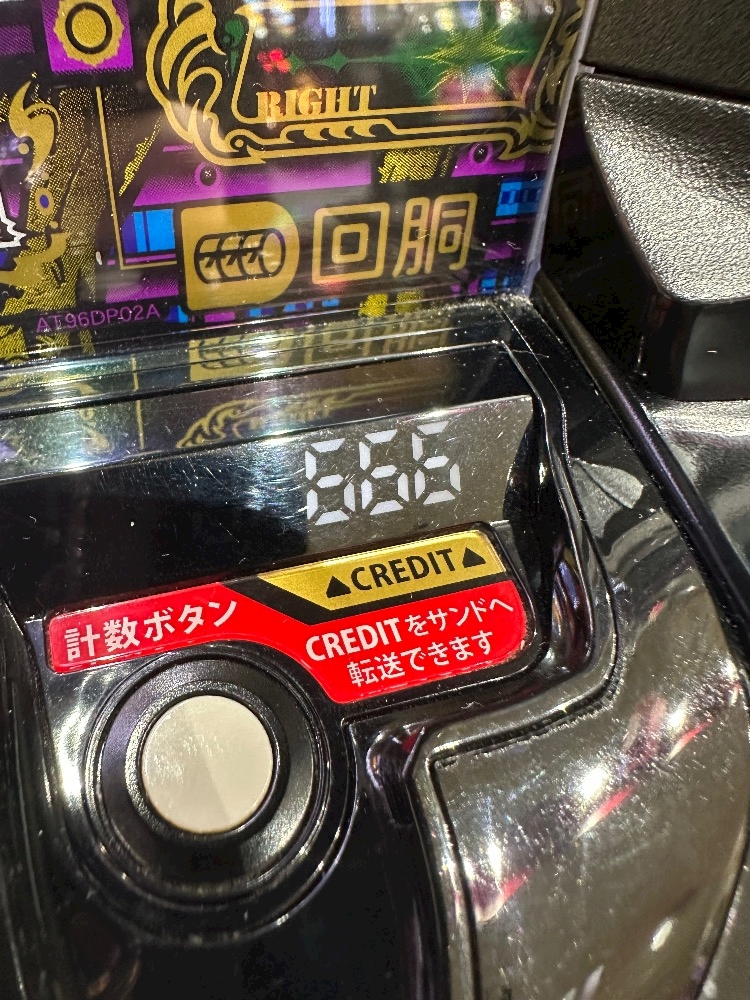 RIGHT
回胴
AT96DP02A
666
▲CREDIT▲
計数ボタン
CREDITをサンドへ
転送できます